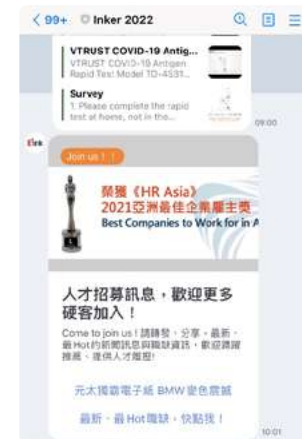 99+
Inker 2022
VTRUST COVID-19 Antig...
VTRUST COVID-19 Antigen
Rapid Test Model TD-4531...
Survey
1. Please complete the rapid
test at home, not in the...
09:00
Join us!!
榮獲《HR Asia》
2021亞洲最佳企業雇主獎
Best Companies to Work for in A
人才招募訊息,歡迎更多
硬客加入!
Come to join us!請轉發、分享。最新、
最Hot的新聞訊息與職缺資訊,歡迎踴躍
推薦、提供人才履歷!
元太獨霸電子紙 BMW變色震撼
最新、最Hot職缺,快點我!
10:01